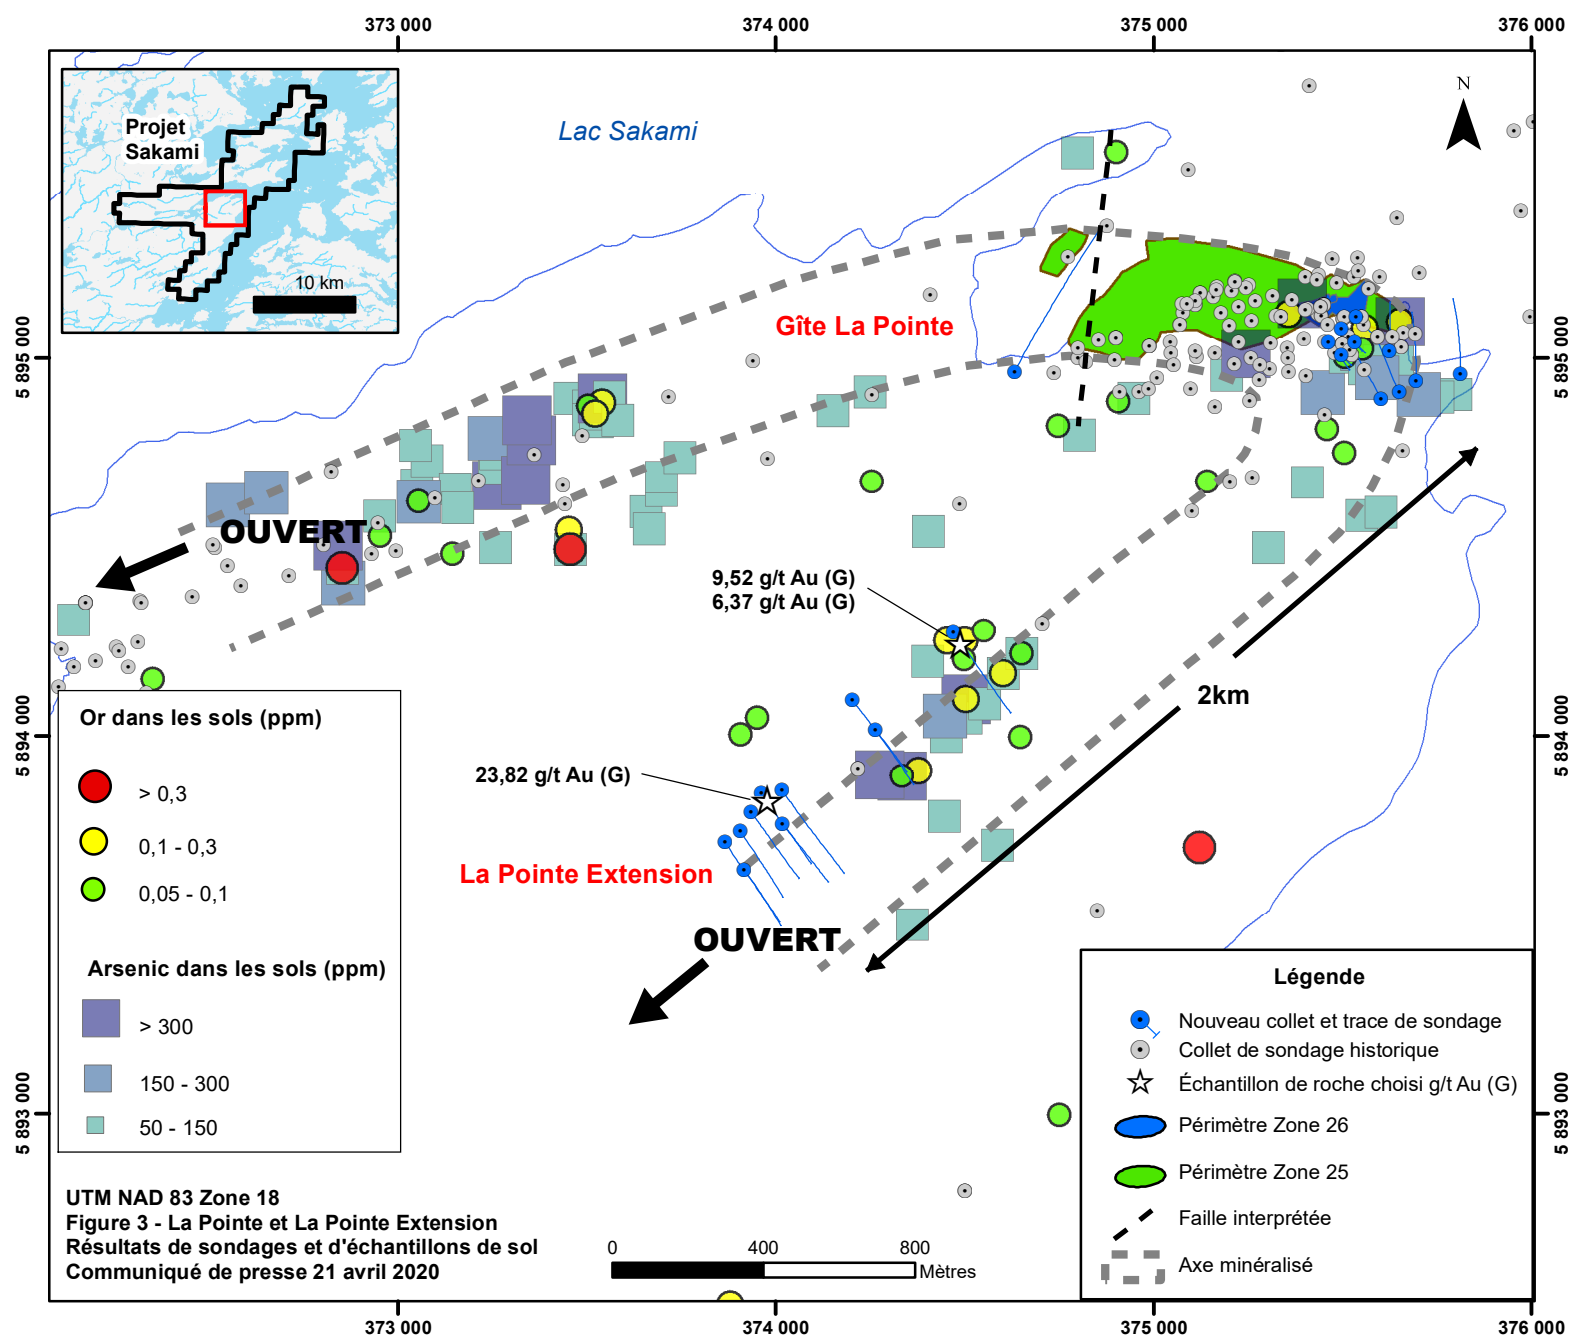 373 000
374 000
375 000
376 000
Projet
Sakami
10 km
Lac Sakami
N
Gîte La Pointe
5 895 000
5 895 000
OUVERT
9,52 g/t Au (G)
6,37 g/t Au (G)
2km
23,82 g/t Au (G)
La Pointe Extension
OUVERT
5 894 000
5 894 000
Or dans les sols (ppm)
> 0,3
0,1 - 0,3
0,05 - 0,1
Arsenic dans les sols (ppm)
> 300
150 - 300
50 - 150
Légende
Nouveau collet et trace de sondage
Collet de sondage historique
Échantillon de roche choisi g/t Au (G)
Périmètre Zone 26
Périmètre Zone 25
Faille interprétée
Axe minéralisé
5 893 000
5 893 000
UTM NAD 83 Zone 18
Figure 3 - La Pointe et La Pointe Extension
Résultats de sondages et d'échantillons de sol
Communiqué de presse 21 avril 2020
0
400
800
Mètres
373 000
374 000
375 000
376 000